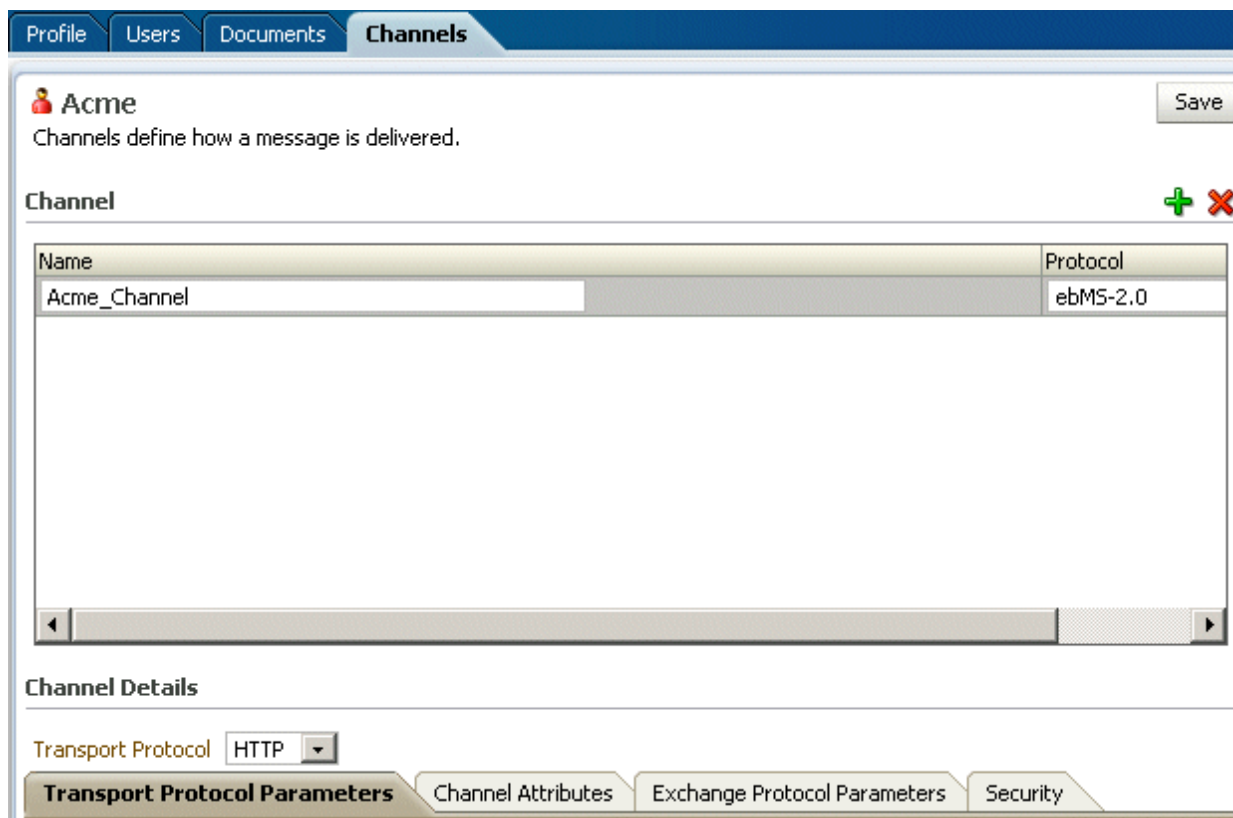 Profile Users Documents Channels
Acme Save
Channels define how a message is delivered.
Channel
Name Protocol
Acme_Channel ebMS-2.0
Channel Details
Transport Protocol HTTP
Transport Protocol Parameters Channel Attributes Exchange Protocol Parameters Security